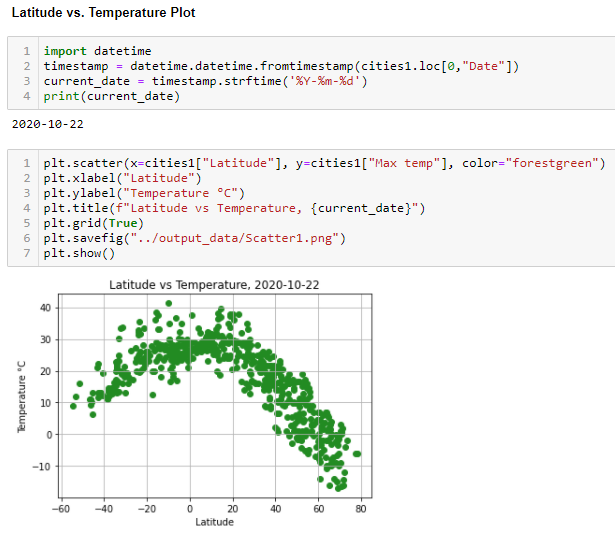 Latitude vs. Temperature Plot
1 import datetime
2 timestamp = datetime.datetime.fromtimestamp(cities1.loc[0,"Date"])
3 current_date = timestamp.strftime('%Y-%m-%d')
4 print(current_date)
2020-10-22
1 plt.scatter(x=cities1["Latitude"], y=cities1["Max temp"], color="forestgreen")
2 plt.xlabel("Latitude")
3 plt.ylabel("Temperature °C")
4 plt.title(f"Latitude vs Temperature, {current_date}")
5 plt.grid(True)
6 plt.savefig("../output_data/Scatter1.png")
7 plt.show()
Latitude vs Temperature, 2020-10-22
40
30
20
10
0
−10
Temperature °C
−60 −40 −20 0 20 40 60 80
Latitude